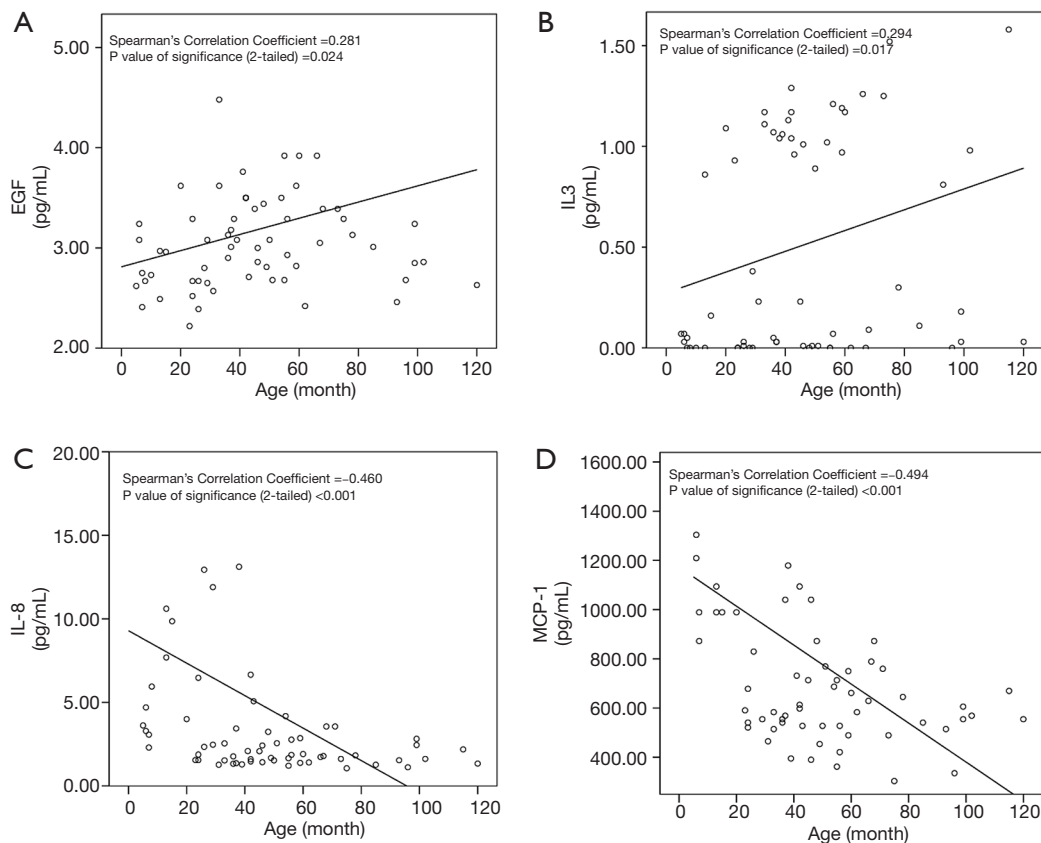 A
Spearman's Correlation Coefficient =0.281
P value of significance (2-tailed) =0.024
5.00
4.00
3.00
2.00
EGF
(pg/mL)
0 20 40 60 80 100 120
Age (month)
B
Spearman's Correlation Coefficient =0.294
P value of significance (2-tailed) =0.017
1.50
1.00
0.50
0.00
IL3
(pg/mL)
0 20 40 60 80 100 120
Age (month)
C
Spearman's Correlation Coefficient =−0.460
P value of significance (2-tailed) <0.001
20.00
15.00
10.00
5.00
0.00
IL-8
(pg/mL)
0 20 40 60 80 100 120
Age (month)
D
Spearman's Correlation Coefficient =−0.494
P value of significance (2-tailed) <0.001
1600.00
1400.00
1200.00
1000.00
800.00
600.00
400.00
MCP-1
(pg/mL)
0 20 40 60 80 100 120
Age (month)